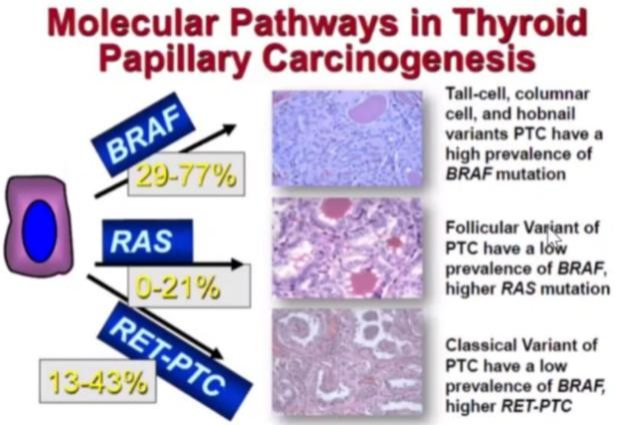 Molecular Pathways in Thyroid
Papillary Carcinogenesis
BRAF
29-77%
Tall-cell, columnar
cell, and hobnail
variants PTC have a
high prevalence of
BRAF mutation
RAS
0-21%
Follicular Variant of
PTC have a low
prevalence of BRAF,
higher RAS mutation
RET-PTC
13-43%
Classical Variant of
PTC have a low
prevalence of BRAF,
higher RET-PTC